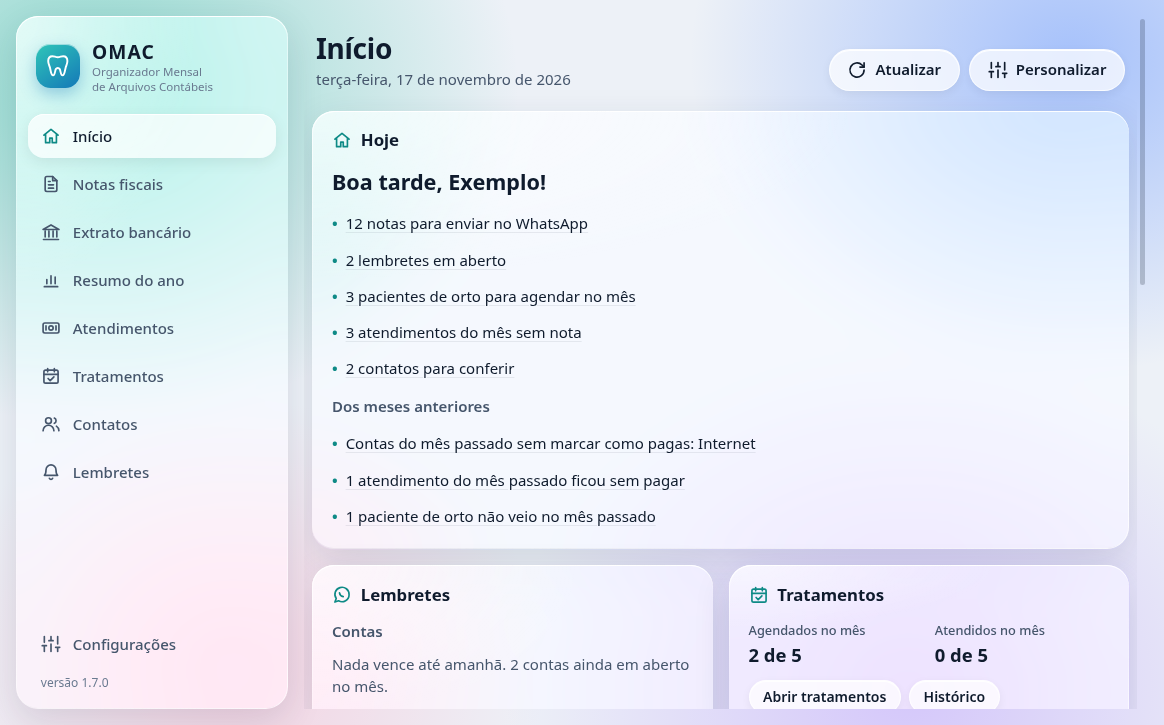 OMAC
Organizador Mensal
de Arquivos Contábeis
Início
Notas fiscais
Extrato bancário
Resumo do ano
Atendimentos
Tratamentos
Contatos
Lembretes
Configurações
versão 1.7.0
Início
terça-feira, 17 de novembro de 2026
Atualizar
Personalizar
Hoje
Boa tarde, Exemplo!
• 12 notas para enviar no WhatsApp
• 2 lembretes em aberto
• 3 pacientes de orto para agendar no mês
• 3 atendimentos do mês sem nota
• 2 contatos para conferir
Dos meses anteriores
• Contas do mês passado sem marcar como pagas: Internet
• 1 atendimento do mês passado ficou sem pagar
• 1 paciente de orto não veio no mês passado
Lembretes
Contas
Nada vence até amanhã. 2 contas ainda em aberto
no mês.
Tratamentos
Agendados no mês
2 de 5
Atendidos no mês
0 de 5
Abrir tratamentos
Histórico